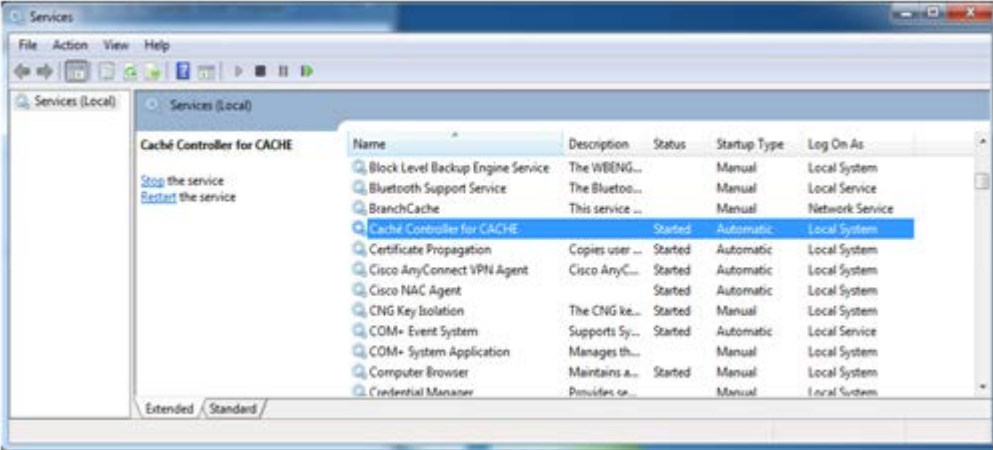 Services
File Action View Help
Services (Local)
Services (Local)
Caché Controller for CACHE
Stop the service
Restart the service
Name Description Status Startup Type Log On As
Block Level Backup Engine Service The WBENG... Manual Local System
Bluetooth Support Service The Bluetoo... Manual Local Service
BranchCache This service ... Manual Network Service
Caché Controller for CACHE Started Automatic Local System
Certificate Propagation Copies user ... Started Automatic Local System
Cisco AnyConnect VPN Agent Cisco AnyC... Started Automatic Local System
Cisco NAC Agent Started Automatic Local System
CNG Key Isolation The CNG ke... Started Manual Local System
COM+ Event System Supports Sy... Started Automatic Local Service
COM+ System Application Manages th... Manual Local System
Computer Browser Maintains a... Started Manual Local System
Credential Manager Provides se... Manual Local System
Extended Standard